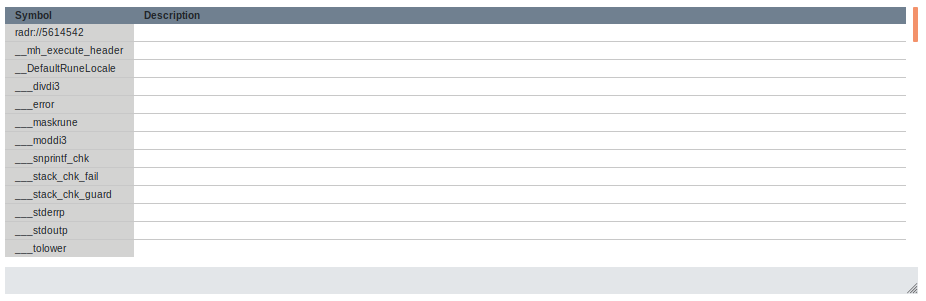 Symbol Description
radr://5614542
__mh_execute_header
__DefaultRuneLocale
___divdi3
___error
___maskrune
___moddi3
___snprintf_chk
___stack_chk_fail
___stack_chk_guard
___stderrp
___stdoutp
___tolower